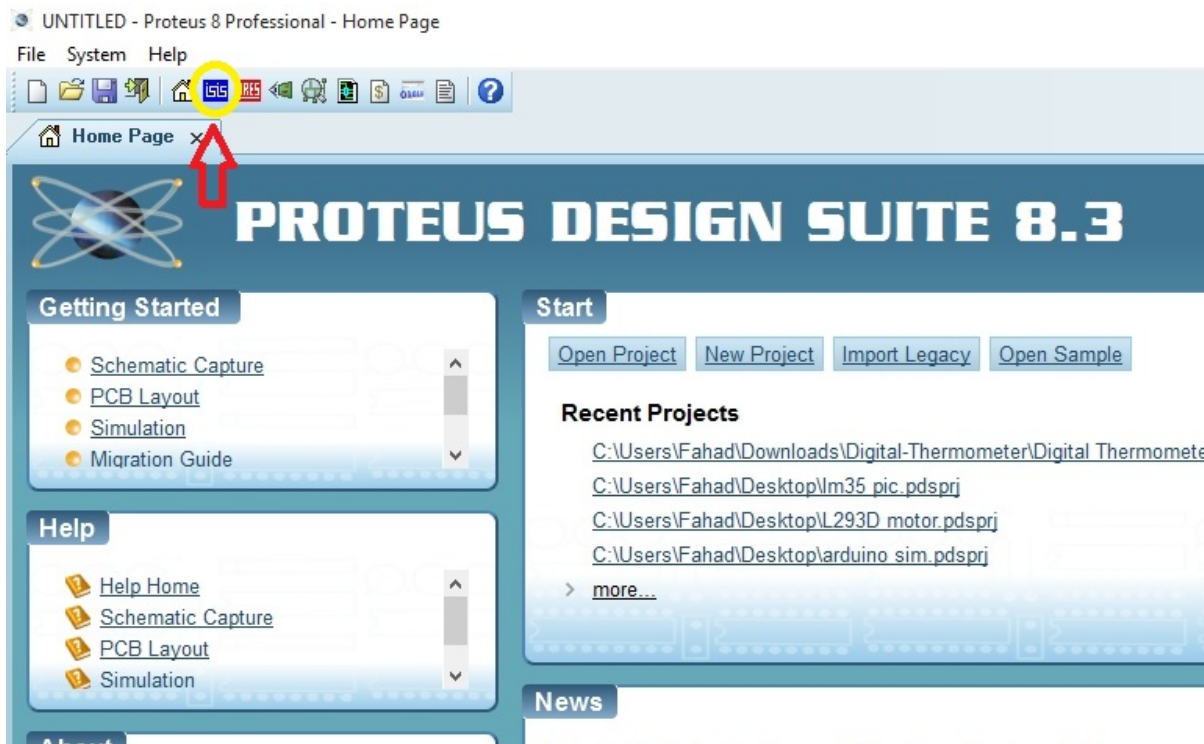 UNTITLED - Proteus 8 Professional - Home Page
File System Help
isis ARES
Home Page
PROTEUS DESIGN SUITE 8.3
Getting Started
Schematic Capture
PCB Layout
Simulation
Migration Guide
Start
Open Project New Project Import Legacy Open Sample
Recent Projects
C:\Users\Fahad\Downloads\Digital-Thermometer\Digital Thermomete
C:\Users\Fahad\Desktop\lm35 pic.pdsprj
C:\Users\Fahad\Desktop\L293D motor.pdsprj
C:\Users\Fahad\Desktop\arduino sim.pdsprj
more...
Help
Help Home
Schematic Capture
PCB Layout
Simulation
News
About